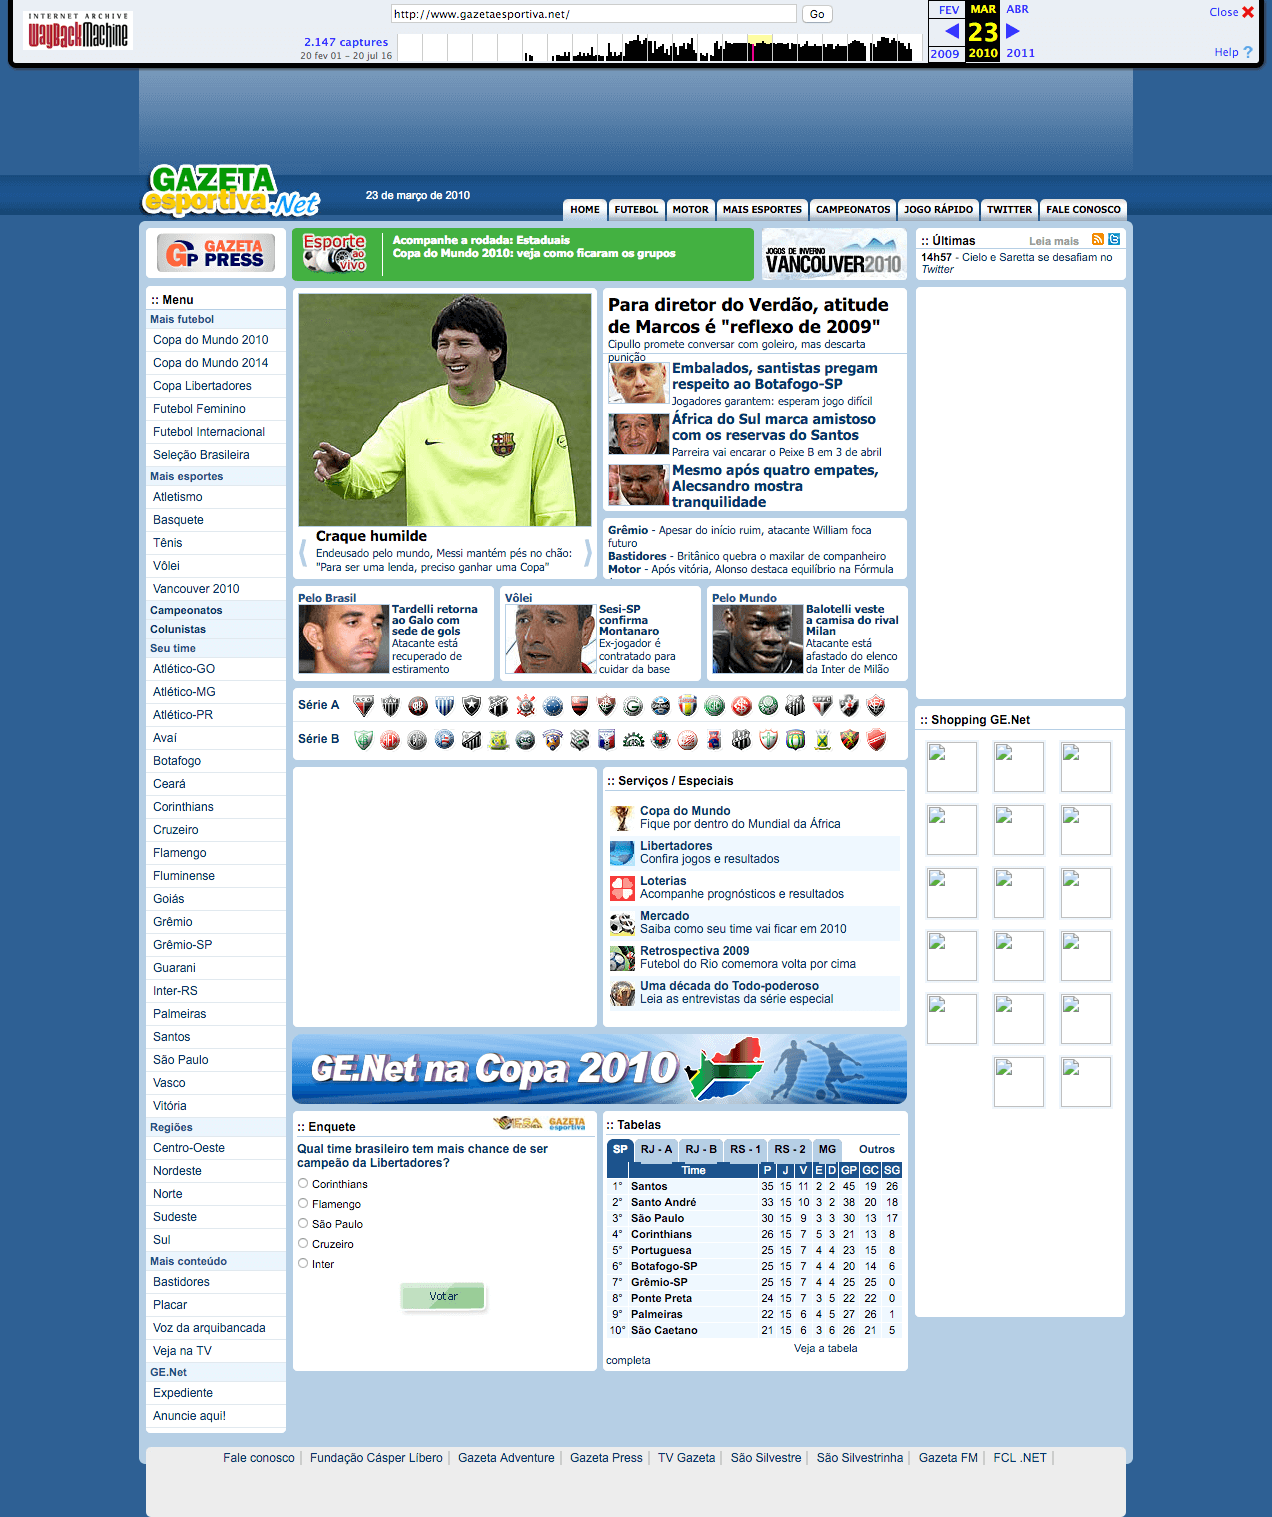 INTERNET ARCHIVE
WayBackMachine
http://www.gazetaesportiva.net/
Go
2.147 captures
20 fev 01 – 20 jul 16
FEV
MAR
ABR
23
2009
2010
2011
Close
Help ?
GAZETA
esportiva.Net
23 de março de 2010
HOME
FUTEBOL
MOTOR
MAIS ESPORTES
CAMPEONATOS
JOGO RÁPIDO
TWITTER
FALE CONOSCO
GP GAZETA
PRESS
Esporte
ao
vivo
Acompanhe a rodada: Estaduais
Copa do Mundo 2010: veja como ficaram os grupos
JOGOS DE INVERNO
VANCOUVER2010
:: Últimas
Leia mais
14h57 - Cielo e Saretta se desafiam no
Twitter
:: Menu
Mais futebol
Copa do Mundo 2010
Copa do Mundo 2014
Copa Libertadores
Futebol Feminino
Futebol Internacional
Seleção Brasileira
Mais esportes
Atletismo
Basquete
Tênis
Vôlei
Vancouver 2010
Campeonatos
Colunistas
Seu time
Atlético-GO
Atlético-MG
Atlético-PR
Avaí
Botafogo
Ceará
Corinthians
Cruzeiro
Flamengo
Fluminense
Goiás
Grêmio
Grêmio-SP
Guarani
Inter-RS
Palmeiras
Santos
São Paulo
Vasco
Vitória
Regiões
Centro-Oeste
Nordeste
Norte
Sudeste
Sul
Mais conteúdo
Bastidores
Placar
Voz da arquibancada
Veja na TV
GE.Net
Expediente
Anuncie aqui!
Craque humilde
Endeusado pelo mundo, Messi mantém pés no chão:
"Para ser uma lenda, preciso ganhar uma Copa"
Para diretor do Verdão, atitude
de Marcos é "reflexo de 2009"
Cipullo promete conversar com goleiro, mas descarta
punição
Embalados, santistas pregam
respeito ao Botafogo-SP
Jogadores garantem: esperam jogo difícil
África do Sul marca amistoso
com os reservas do Santos
Parreira vai encarar o Peixe B em 3 de abril
Mesmo após quatro empates,
Alecsandro mostra
tranquilidade
Grêmio - Apesar do início ruim, atacante William foca
futuro
Bastidores - Britânico quebra o maxilar de companheiro
Motor - Após vitória, Alonso destaca equilíbrio na Fórmula
Pelo Brasil
Tardelli retorna
ao Galo com
sede de gols
Atacante está
recuperado de
estiramento
Vôlei
Sesi-SP
confirma
Montanaro
Ex-jogador é
contratado para
cuidar da base
Pelo Mundo
Balotelli veste
a camisa do rival
Milan
Atacante está
afastado do elenco
da Inter de Milão
Série A
Série B
:: Serviços / Especiais
Copa do Mundo
Fique por dentro do Mundial da África
Libertadores
Confira jogos e resultados
Loterias
Acompanhe prognósticos e resultados
Mercado
Saiba como seu time vai ficar em 2010
Retrospectiva 2009
Futebol do Rio comemora volta por cima
Uma década do Todo-poderoso
Leia as entrevistas da série especial
:: Shopping GE.Net
GE.Net na Copa 2010
:: Enquete
GAZETA
esportiva
Qual time brasileiro tem mais chance de ser
campeão da Libertadores?
Corinthians
Flamengo
São Paulo
Cruzeiro
Inter
Votar
:: Tabelas
SP RJ - A RJ - B RS - 1 RS - 2 MG Outros
Time P J V E D GP GC SG
1° Santos 35 15 11 2 2 45 19 26
2° Santo André 33 15 10 3 2 38 20 18
3° São Paulo 30 15 9 3 3 30 13 17
4° Corinthians 26 15 7 5 3 21 13 8
5° Portuguesa 25 15 7 4 4 23 15 8
6° Botafogo-SP 25 15 7 4 4 20 14 6
7° Grêmio-SP 25 15 7 4 4 25 25 0
8° Ponte Preta 24 15 7 3 5 22 22 0
9° Palmeiras 22 15 6 4 5 27 26 1
10° São Caetano 21 15 6 3 6 26 21 5
Veja a tabela
completa
Fale conosco | Fundação Cásper Líbero | Gazeta Adventure | Gazeta Press | TV Gazeta | São Silvestre | São Silvestrinha | Gazeta FM | FCL .NET |